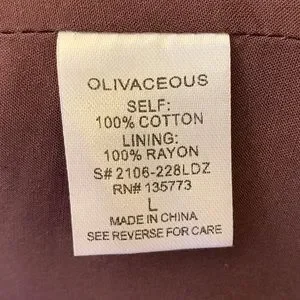 OLIVACEOUS
SELF:
100% COTTON
LINING:
100% RAYON
S# 2106-228LDZ
RN# 135773
L
MADE IN CHINA
SEE REVERSE FOR CARE